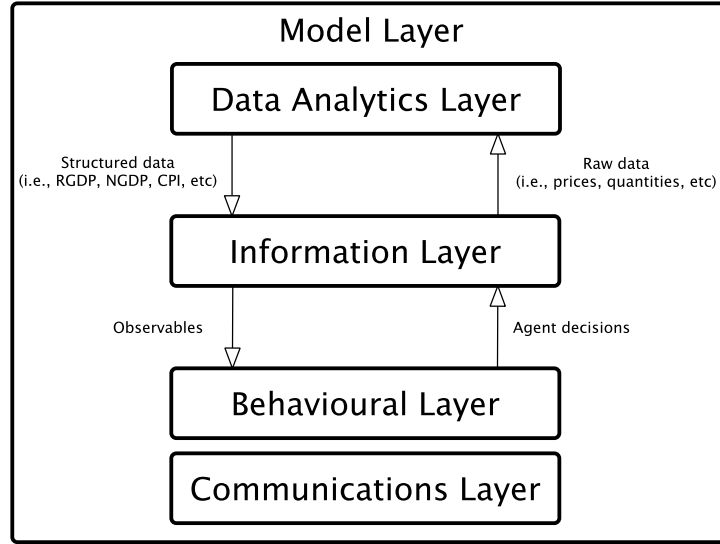 Model Layer
Data Analytics Layer
Structured data
(i.e., RGDP, NGDP, CPI, etc)
Raw data
(i.e., prices, quantities, etc)
Information Layer
Observables
Agent decisions
Behavioural Layer
Communications Layer